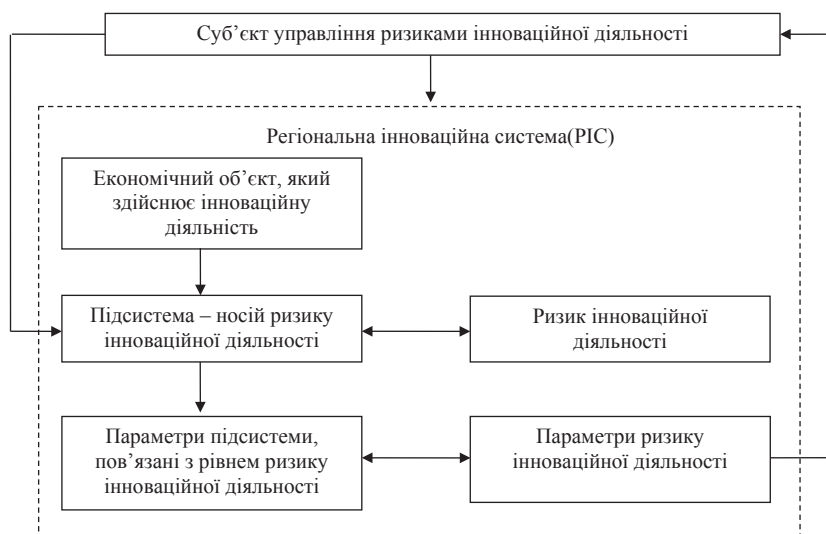 Суб’єкт управління ризиками інноваційної діяльності
Регіональна інноваційна система(РІС)
Економічний об’єкт, який
здійснює інноваційну
діяльність
Підсистема – носій ризику
інноваційної діяльності
Ризик інноваційної
діяльності
Параметри підсистеми,
пов’язані з рівнем ризику
інноваційної діяльності
Параметри ризику
інноваційної діяльності